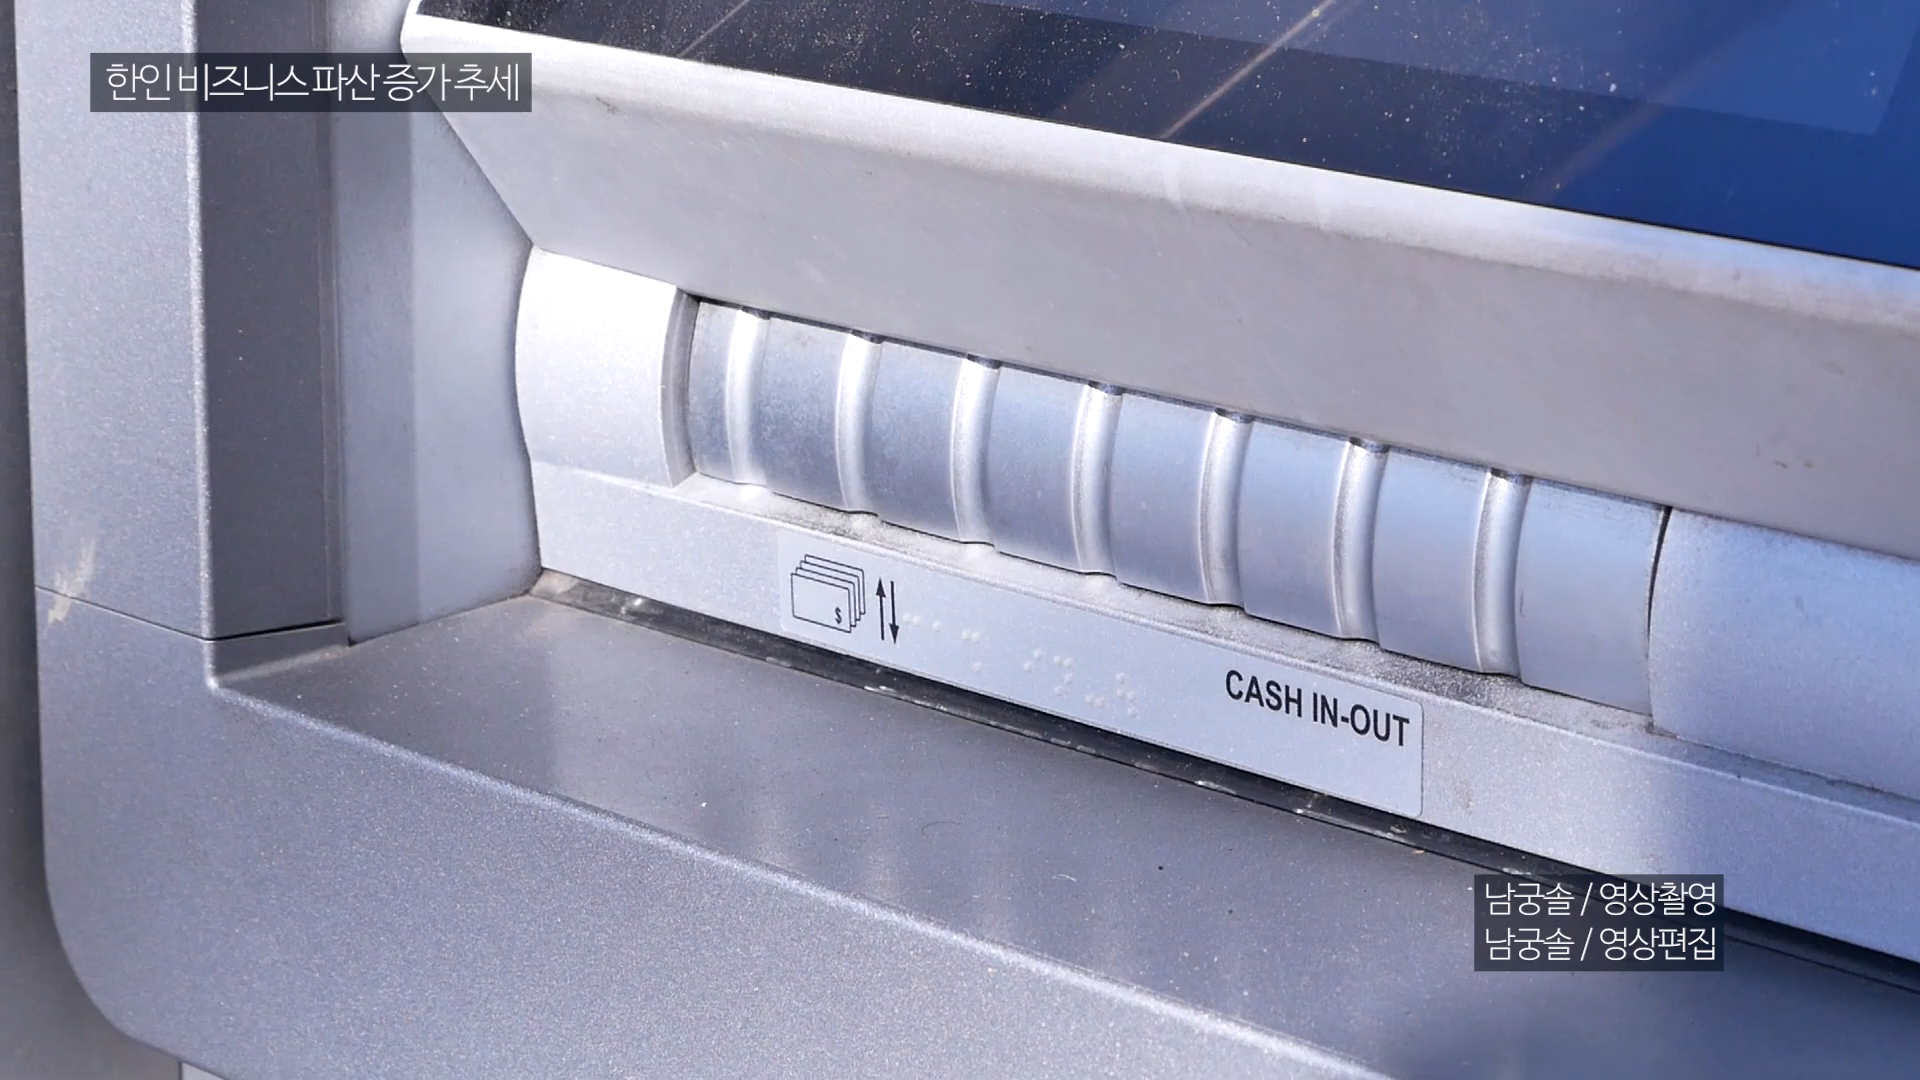 한인 비즈니스 파산 증가 추세
$
CASH IN-OUT
남궁솔 / 영상촬영
남궁솔 / 영상편집